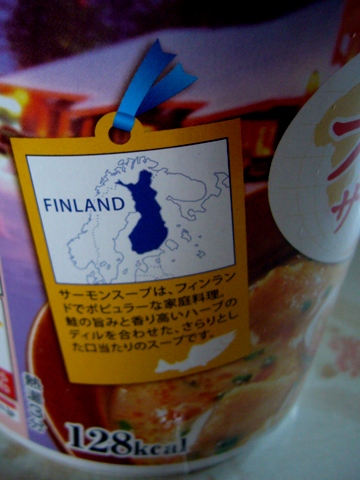 FINLAND
サーモンスープは、フィンラン
ドでポピュラーな家庭料理。
鮭の旨みと香り高いハーブの
ディルを合わせた、さらりとし
た口当たりのスープです。
128kcal